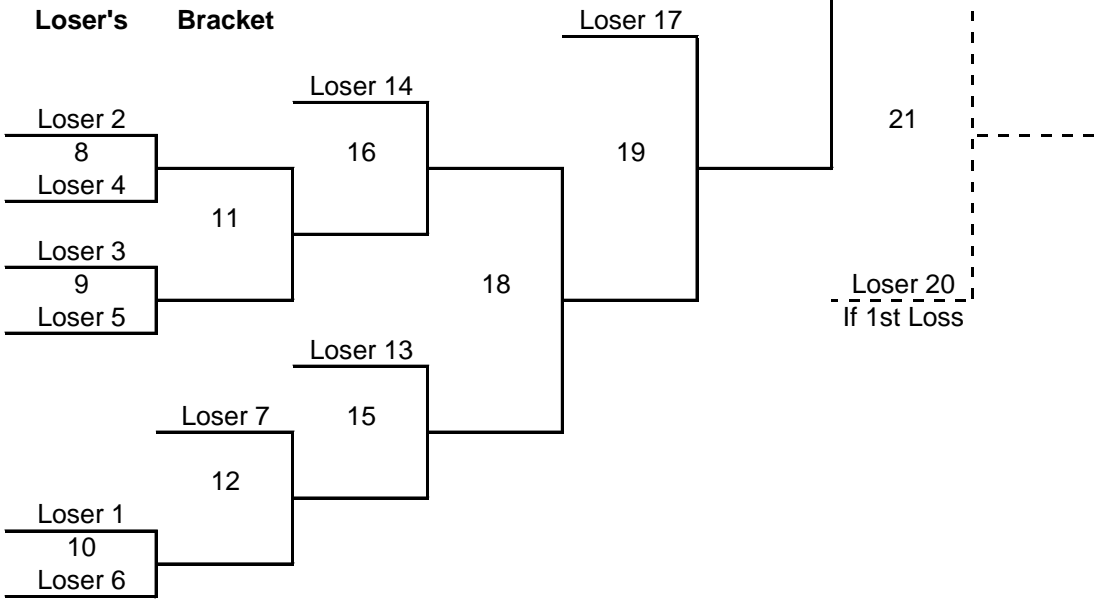 Loser's Bracket
Loser 17
Loser 14
Loser 2
21
8
16
19
Loser 4
11
Loser 3
9
18
Loser 20
Loser 5
If 1st Loss
Loser 13
Loser 7
15
12
Loser 1
10
Loser 6